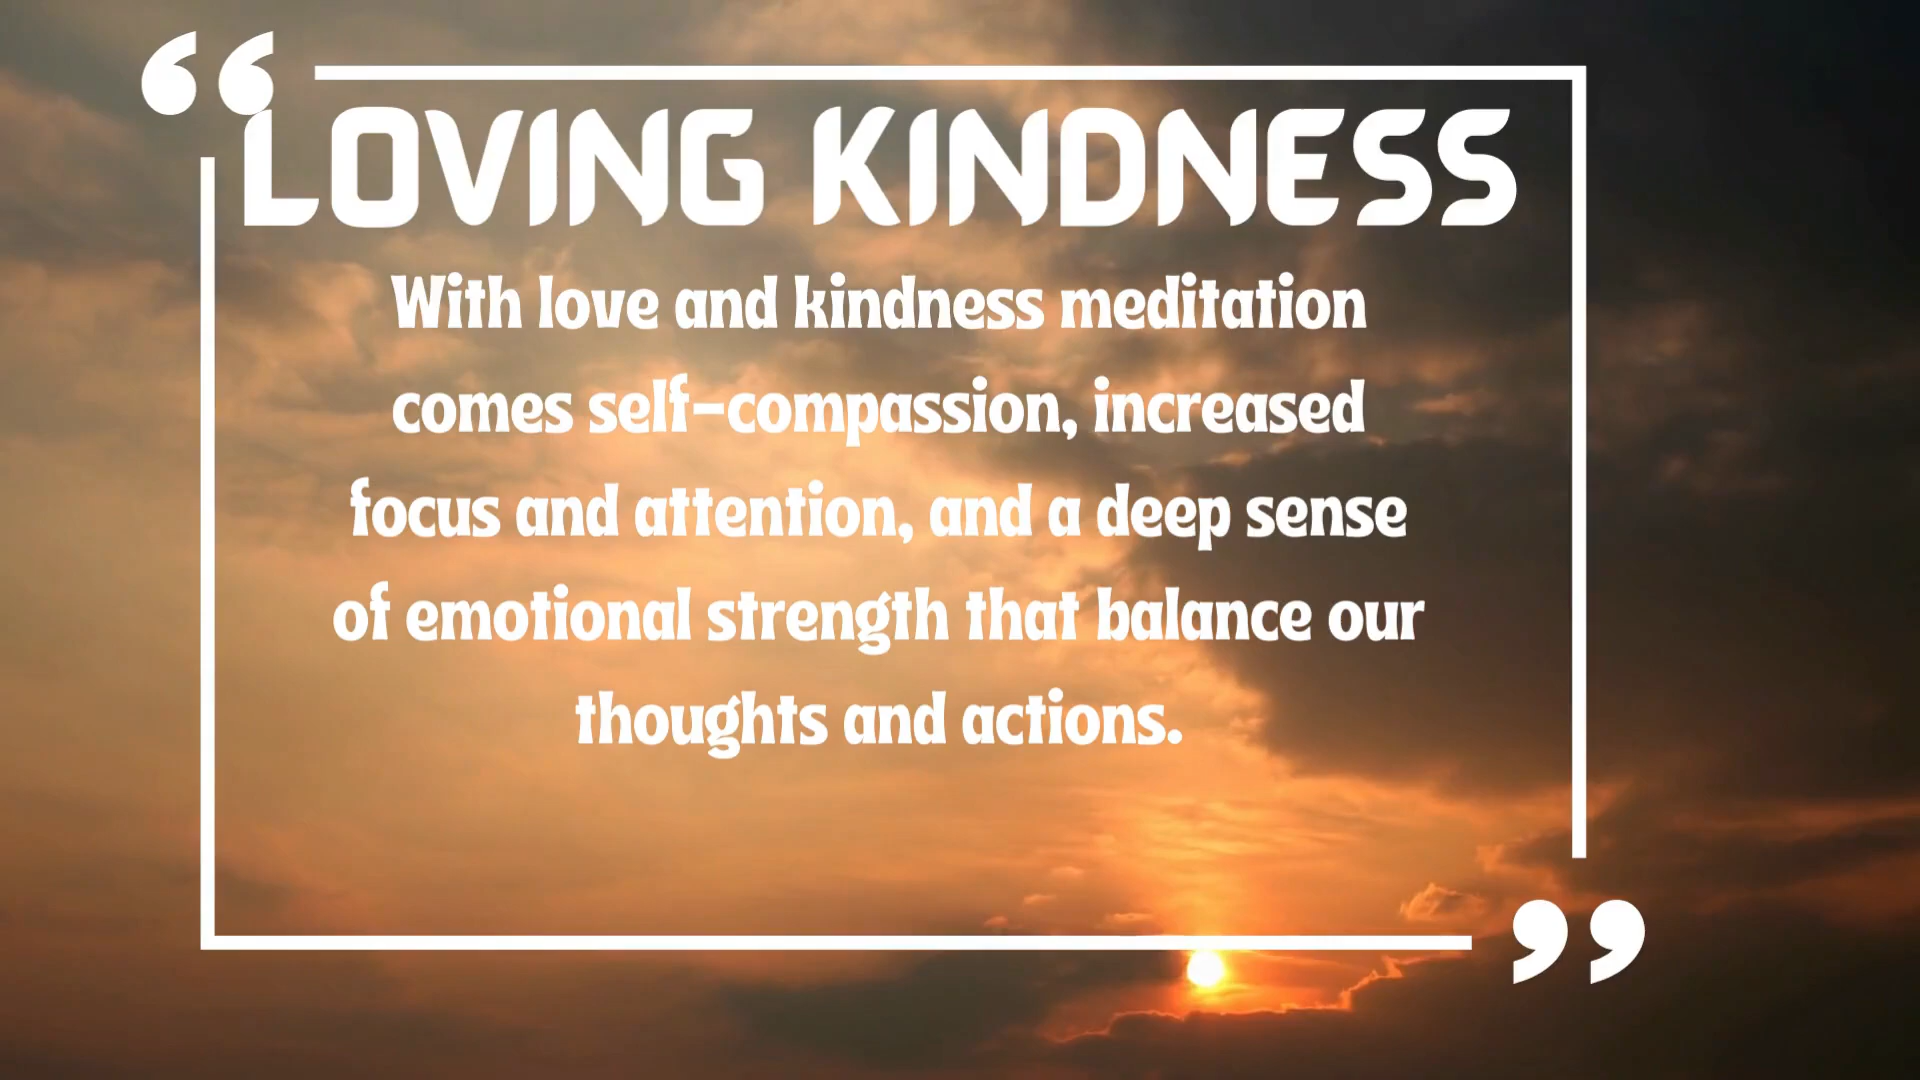 “LOVING KINDNESS
With love and kindness meditation
comes self-compassion, increased
focus and attention, and a deep sense
of emotional strength that balance our
thoughts and actions.
”